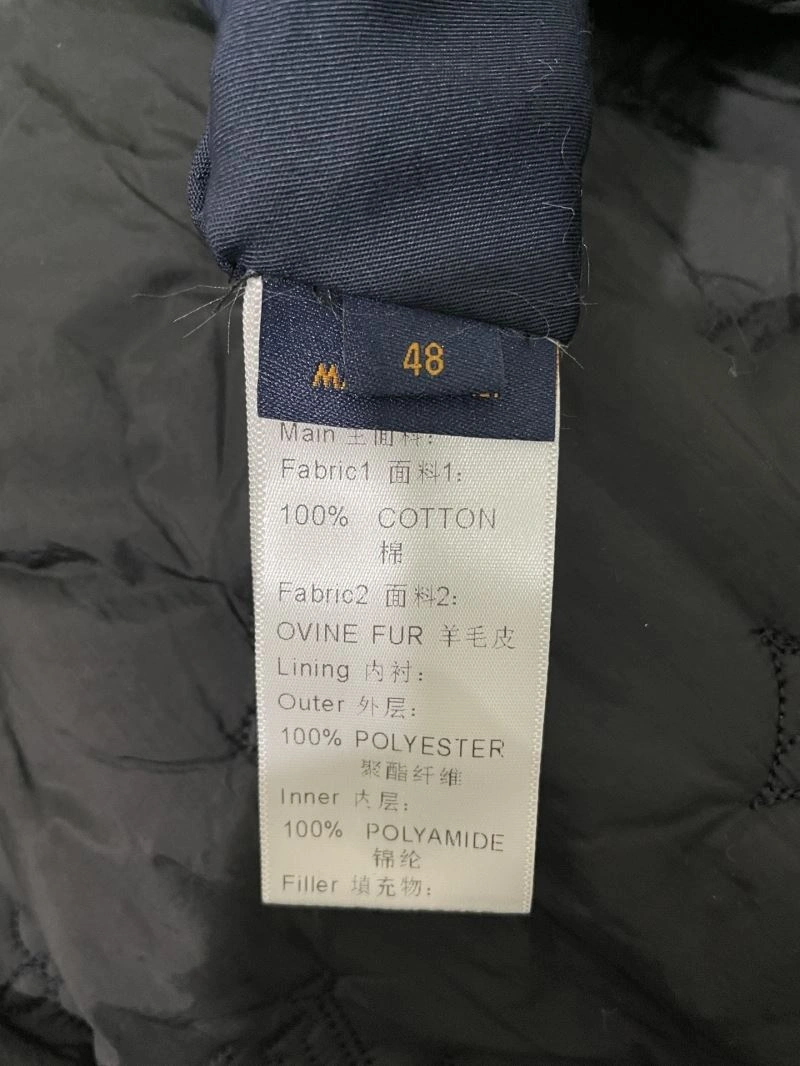 48
Main 主面料:
Fabric1 面料1:
100% COTTON
棉
Fabric2 面料2:
OVINE FUR 羊毛皮
Lining 内衬:
Outer 外层:
100% POLYESTER
聚酯纤维
Inner 内层:
100% POLYAMIDE
锦纶
Filler 填充物: